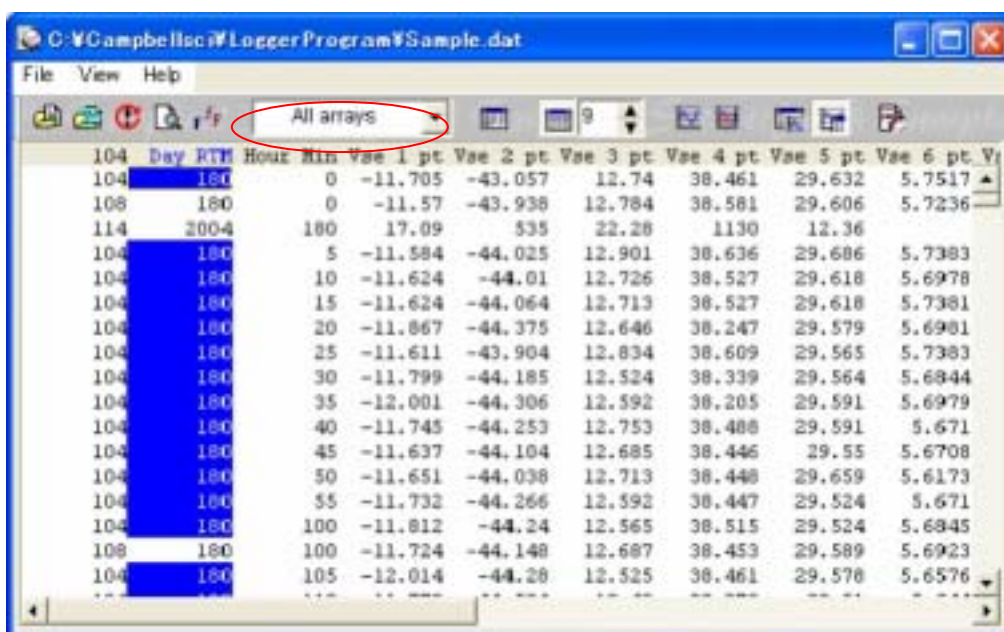 C:¥Campbellsci¥LoggerProgram¥Sample.dat
File View Help
All arrays 9
104 Day RTM Hour Min Vse 1 pt Vse 2 pt Vse 3 pt Vse 4 pt Vse 5 pt Vse 6 pt
104 180 0 -11.705 -43.057 12.74 38.461 29.632 5.7517
108 180 0 -11.57 -43.938 12.784 38.581 29.606 5.7236
114 2004 180 17.09 535 22.28 1130 12.36
104 180 5 -11.584 -44.025 12.901 38.636 29.686 5.7383
104 180 10 -11.624 -44.01 12.726 38.527 29.618 5.6978
104 180 15 -11.624 -44.064 12.713 38.527 29.618 5.7381
104 180 20 -11.867 -44.375 12.646 38.247 29.579 5.6981
104 180 25 -11.611 -43.904 12.834 38.609 29.565 5.7383
104 180 30 -11.799 -44.185 12.524 38.339 29.564 5.6844
104 180 35 -12.001 -44.306 12.592 38.205 29.591 5.6979
104 180 40 -11.745 -44.253 12.753 38.488 29.591 5.671
104 180 45 -11.637 -44.104 12.685 38.446 29.55 5.6708
104 180 50 -11.651 -44.038 12.713 38.448 29.659 5.6173
104 180 55 -11.732 -44.266 12.592 38.447 29.524 5.671
104 180 100 -11.812 -44.24 12.565 38.515 29.524 5.6845
108 180 100 -11.724 -44.148 12.687 38.453 29.589 5.6923
104 180 105 -12.014 -44.28 12.525 38.461 29.578 5.6576